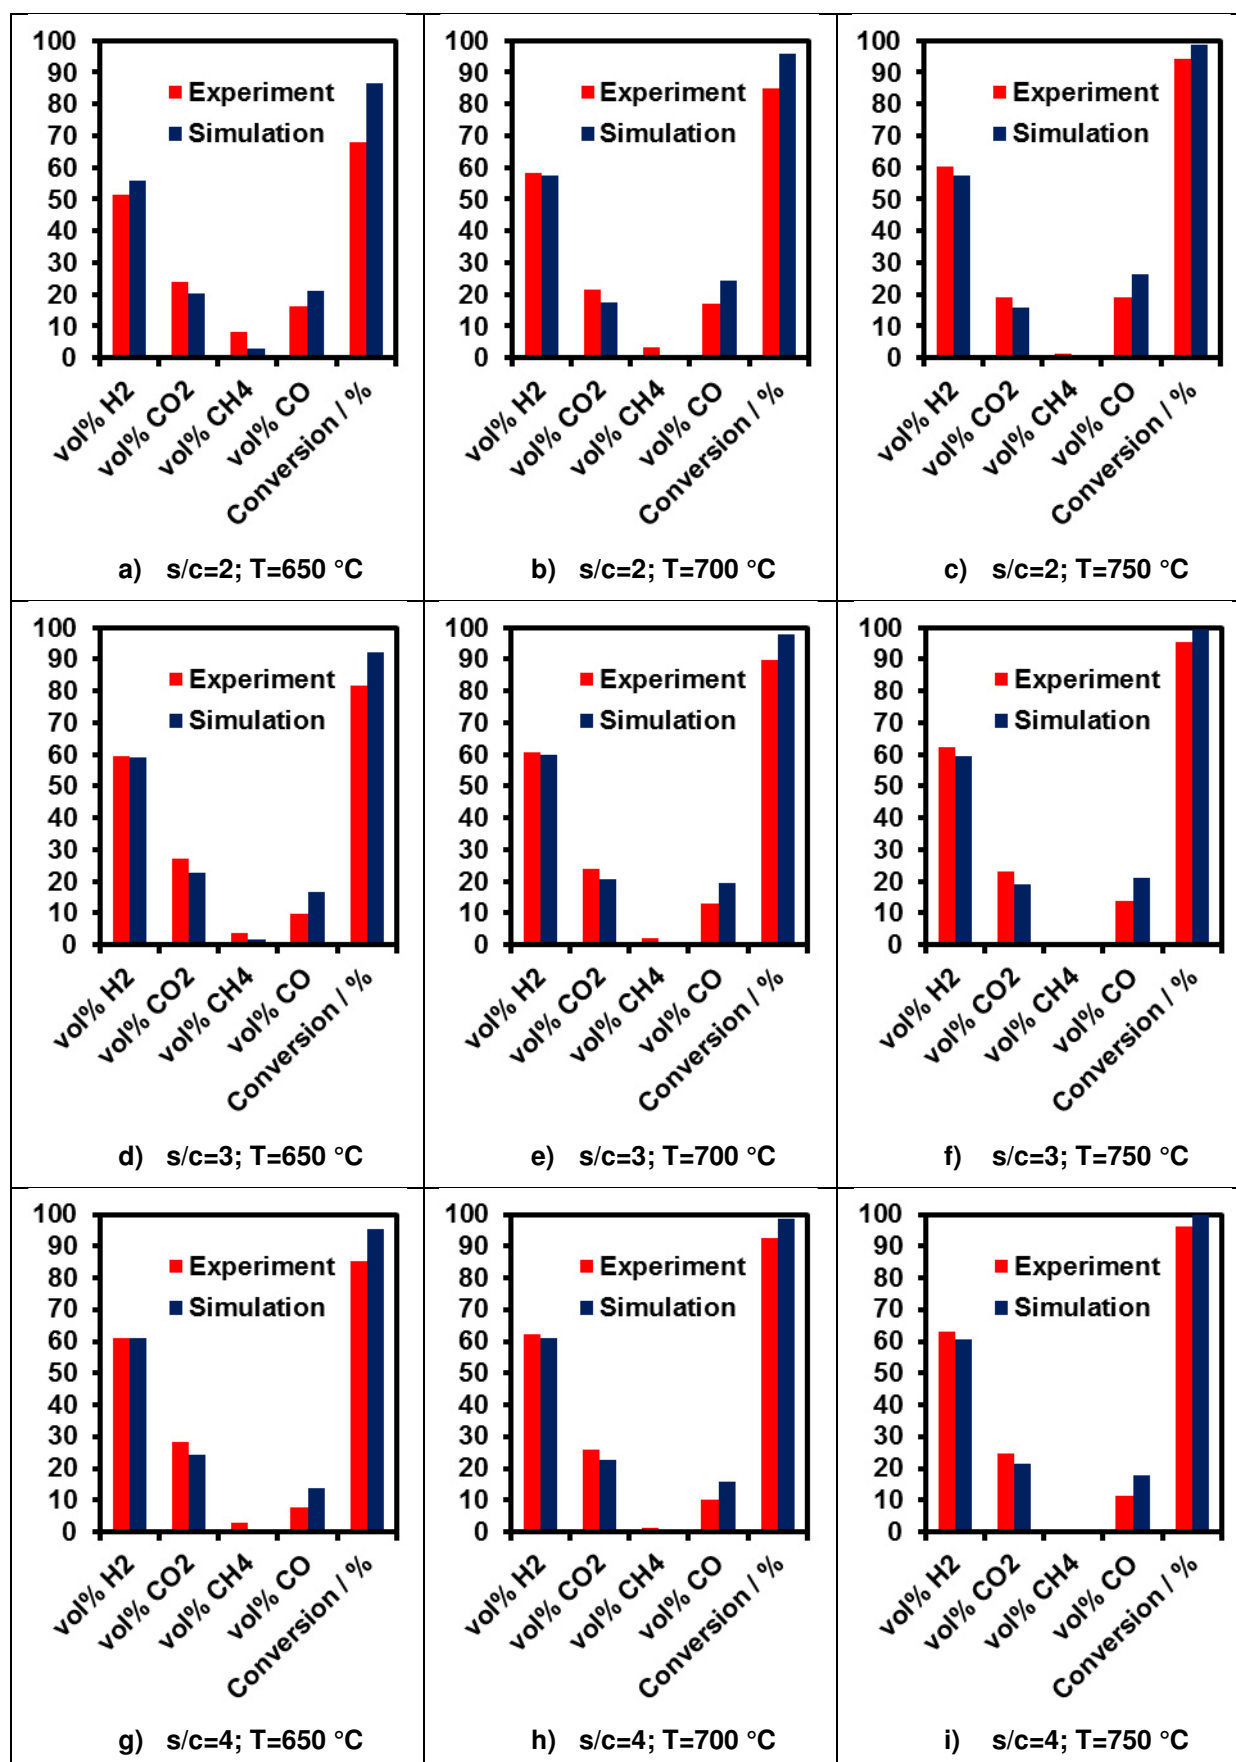 100
90
80
70
60
50
40
30
20
10
0
Experiment
Simulation
vol% H2
vol% CO2
vol% CH4
vol% CO
Conversion / %
a) s/c=2; T=650 °C
100
90
80
70
60
50
40
30
20
10
0
Experiment
Simulation
vol% H2
vol% CO2
vol% CH4
vol% CO
Conversion / %
b) s/c=2; T=700 °C
100
90
80
70
60
50
40
30
20
10
0
Experiment
Simulation
vol% H2
vol% CO2
vol% CH4
vol% CO
Conversion / %
c) s/c=2; T=750 °C
100
90
80
70
60
50
40
30
20
10
0
Experiment
Simulation
vol% H2
vol% CO2
vol% CH4
vol% CO
Conversion / %
d) s/c=3; T=650 °C
100
90
80
70
60
50
40
30
20
10
0
Experiment
Simulation
vol% H2
vol% CO2
vol% CH4
vol% CO
Conversion / %
e) s/c=3; T=700 °C
100
90
80
70
60
50
40
30
20
10
0
Experiment
Simulation
vol% H2
vol% CO2
vol% CH4
vol% CO
Conversion / %
f) s/c=3; T=750 °C
100
90
80
70
60
50
40
30
20
10
0
Experiment
Simulation
vol% H2
vol% CO2
vol% CH4
vol% CO
Conversion / %
g) s/c=4; T=650 °C
100
90
80
70
60
50
40
30
20
10
0
Experiment
Simulation
vol% H2
vol% CO2
vol% CH4
vol% CO
Conversion / %
h) s/c=4; T=700 °C
100
90
80
70
60
50
40
30
20
10
0
Experiment
Simulation
vol% H2
vol% CO2
vol% CH4
vol% CO
Conversion / %
i) s/c=4; T=750 °C